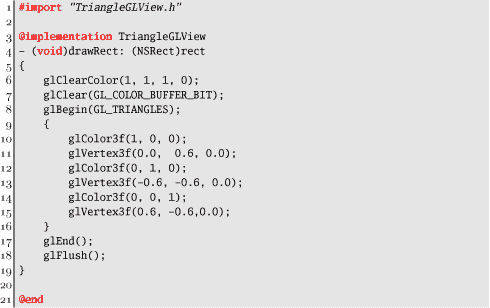 1 #import "TriangleGLView.h"
2
3 @implementation TriangleGLView
4 - (void)drawRect: (NSRect)rect
5 {
6 glClearColor(1, 1, 1, 0);
7 glClear(GL_COLOR_BUFFER_BIT);
8 glBegin(GL_TRIANGLES);
9 {
10 glColor3f(1, 0, 0);
11 glVertex3f(0.0,  0.6, 0.0);
12 glColor3f(0, 1, 0);
13 glVertex3f(-0.6, -0.6, 0.0);
14 glColor3f(0, 0, 1);
15 glVertex3f(0.6, -0.6,0.0);
16 }
17 glEnd();
18 glFlush();
19 }
20
21 @end